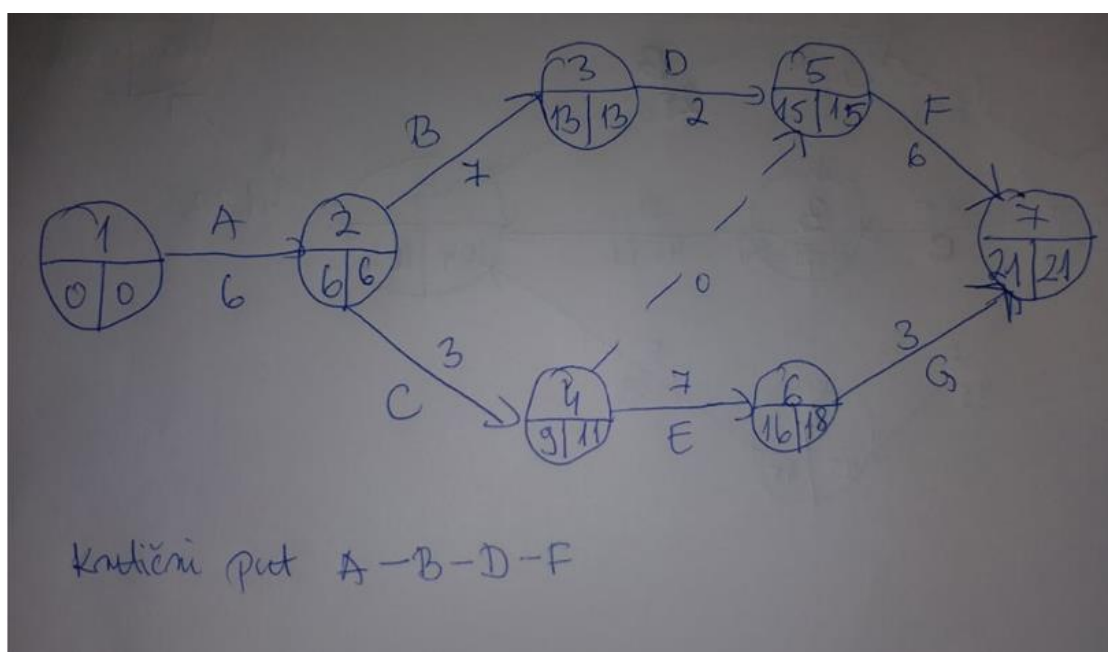 3 D 5
13 13 2 15 15
B F
7 6
1 A 2 7
0 0 6 6 6 0 21 21
3 3
C 4 7 6 G
9 11 E 16 18
Kritični put A-B-D-F